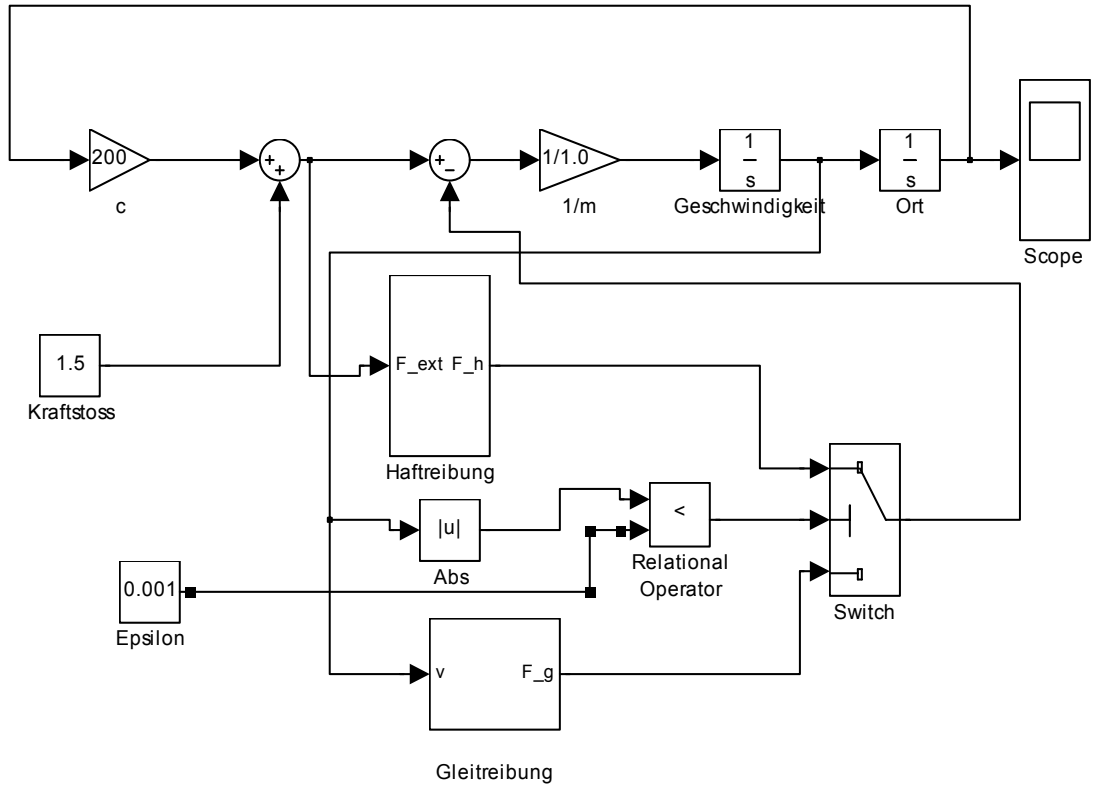 200
c
+
+
+
−
1/1.0
1/m
1
s
Geschwindigkeit
1
s
Ort
Scope
1.5
Kraftstoss
F_ext F_h
Haftreibung
|u|
Abs
<
Relational
Operator
0.001
Epsilon
Switch
v F_g
Gleitreibung